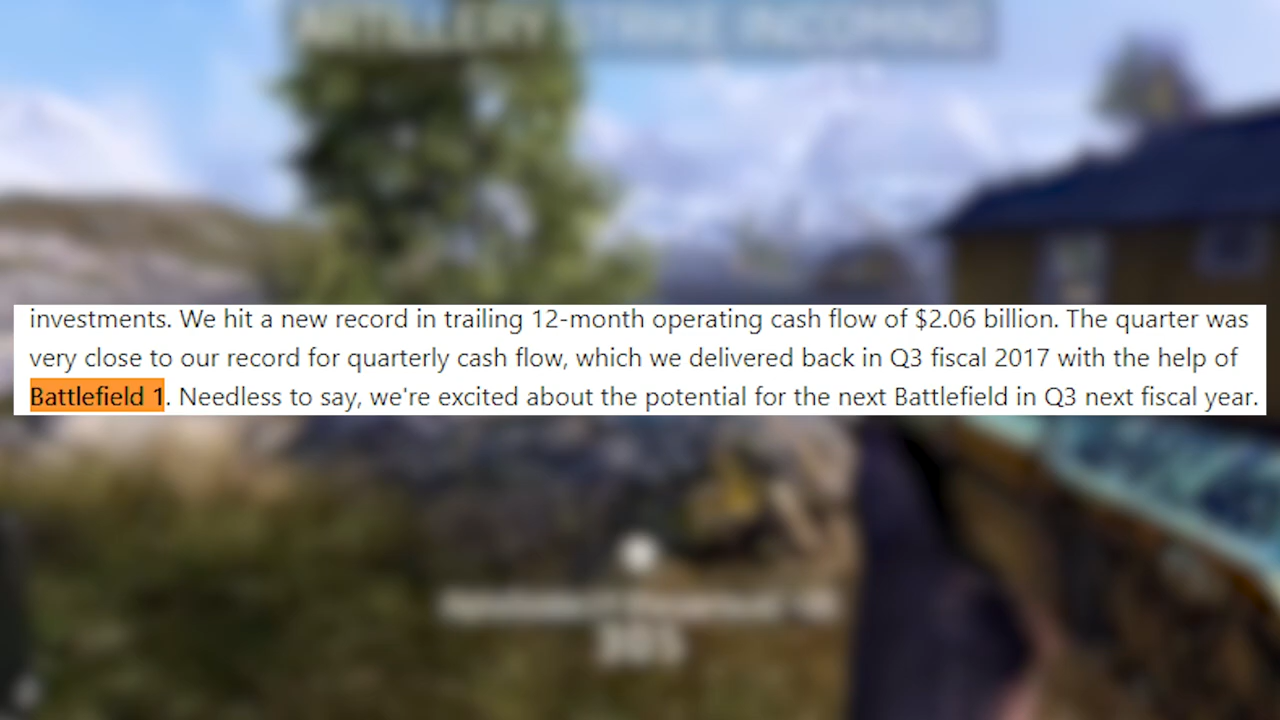 ARTILLERY STRIKE INCOMING
investments. We hit a new record in trailing 12-month operating cash flow of $2.06 billion. The quarter was
very close to our record for quarterly cash flow, which we delivered back in Q3 fiscal 2017 with the help of
Battlefield 1. Needless to say, we're excited about the potential for the next Battlefield in Q3 next fiscal year.